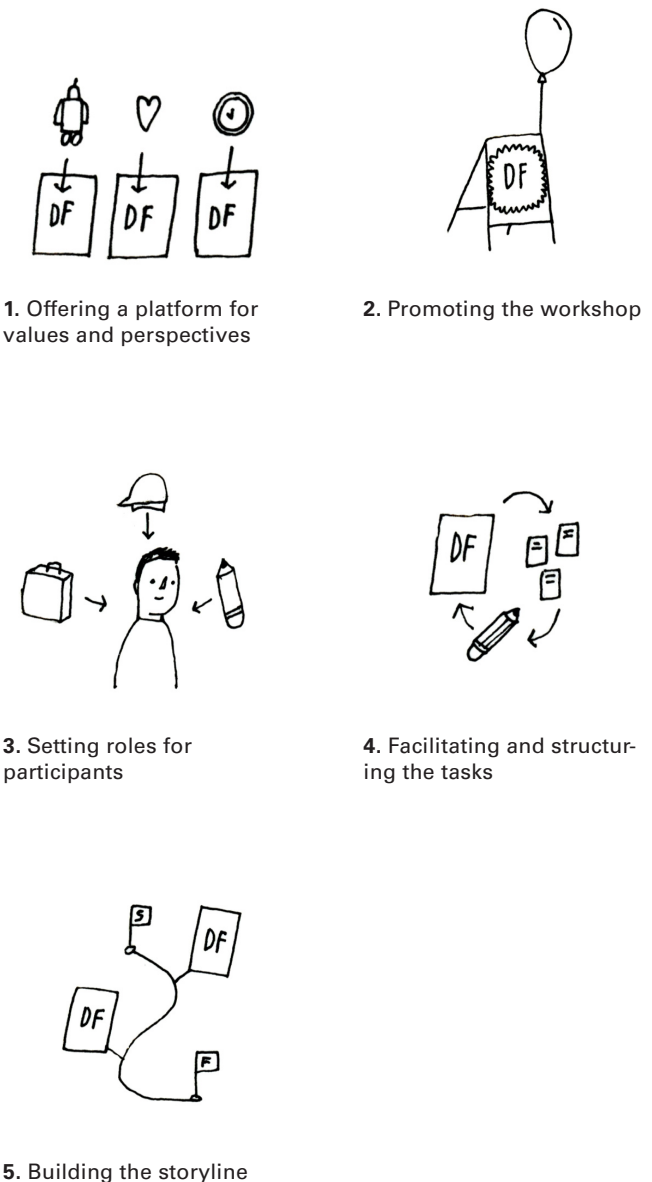 DF DF DF
DF
1. Offering a platform for
values and perspectives
2. Promoting the workshop
DF
3. Setting roles for
participants
4. Facilitating and structur-
ing the tasks
S
DF
DF
F
5. Building the storyline